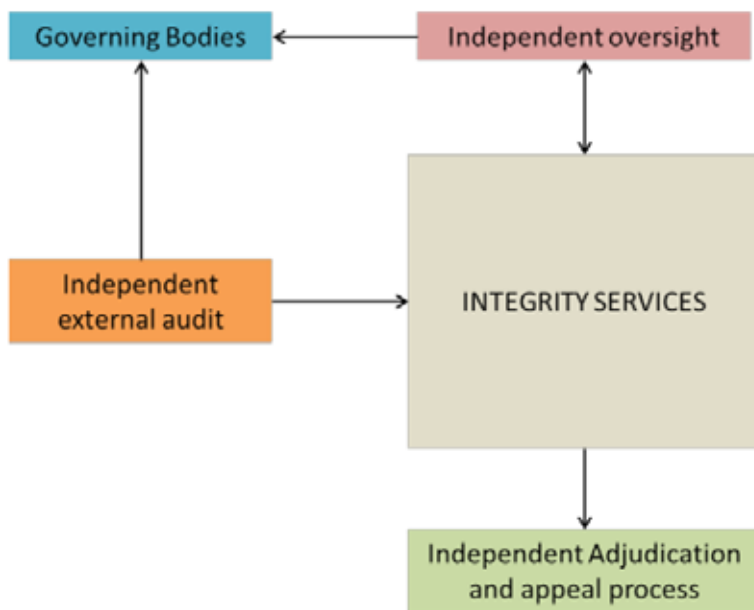 Governing Bodies
Independent oversight
Independent
external audit
INTEGRITY SERVICES
Independent Adjudication
and appeal process